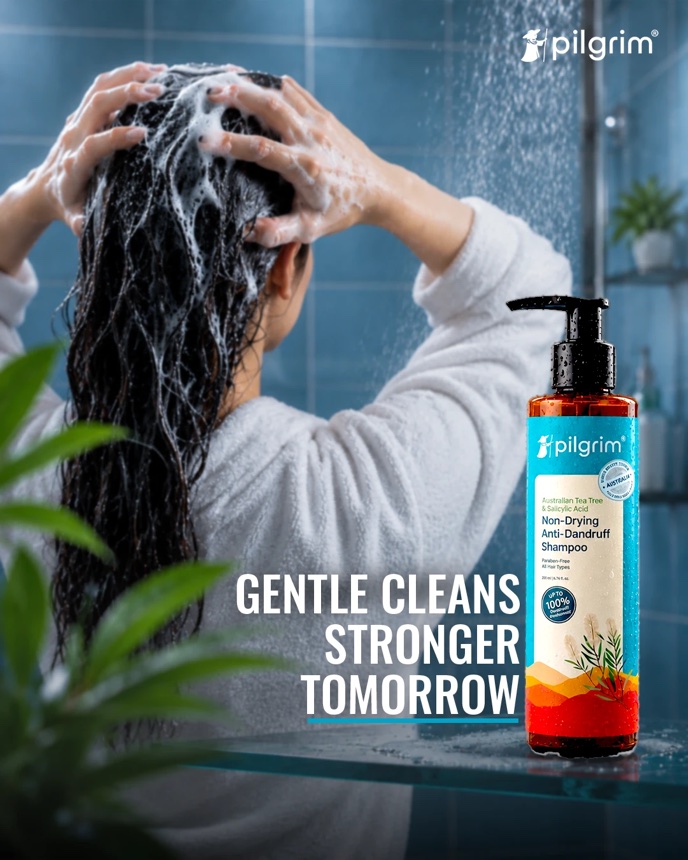 pilgrim®
pilgrim®
AUSTRALIA
Australian Tea Tree
& Salicylic Acid
Non-Drying
Anti-Dandruff
Shampoo
Paraben-Free
All Hair Types
UP TO
100%
Dandruff
GENTLE CLEANS
STRONGER
TOMORROW